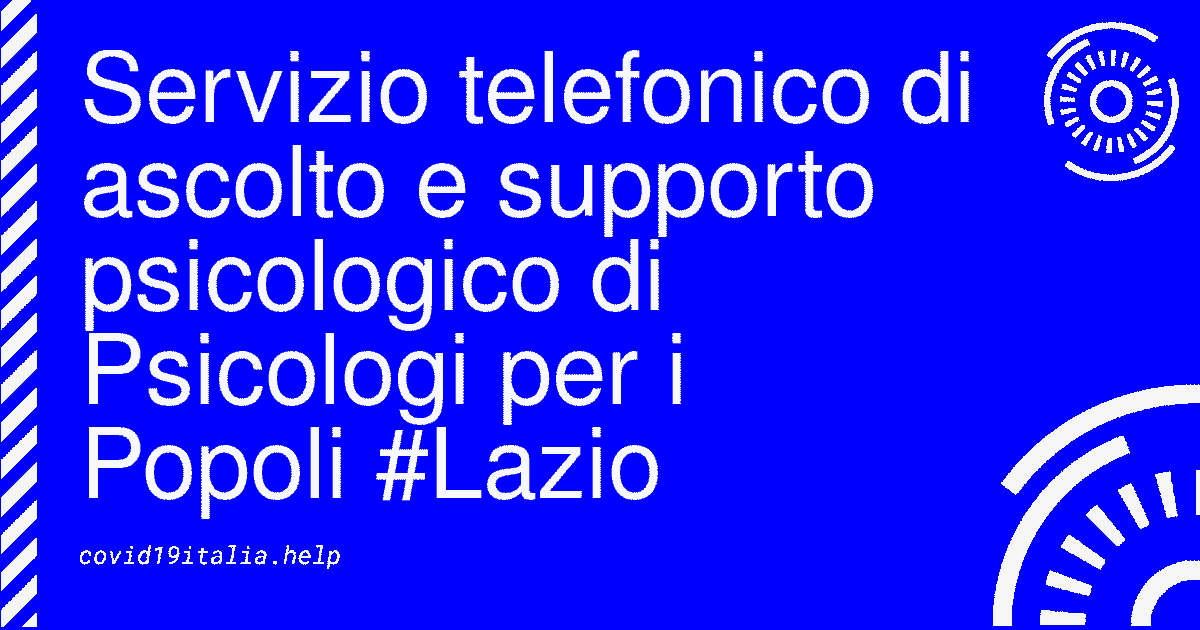 Servizio telefonico di
ascolto e supporto
psicologico di
Psicologi per i
Popoli #Lazio
covid19italia.help